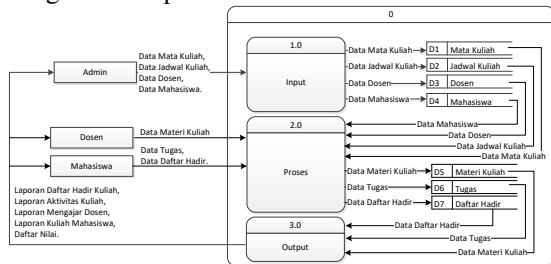 0
1.0
Input
Admin
Data Mata Kuliah,
Data Jadwal Kuliah,
Data Dosen,
Data Mahasiswa.
Data Mata Kuliah
D1 Mata Kuliah
Data Jadwal Kuliah
D2 Jadwal Kuliah
Data Dosen
D3 Dosen
Data Mahasiswa
D4 Mahasiswa
2.0
Proses
Dosen
Data Materi Kuliah
Mahasiswa
Data Tugas,
Data Daftar Hadir.
Data Mahasiswa
Data Dosen
Data Jadwal Kuliah
Data Mata Kuliah
Data Materi Kuliah
D5 Materi Kuliah
Data Tugas
D6 Tugas
Data Daftar Hadir
D7 Daftar Hadir
Laporan Daftar Hadir Kuliah,
Laporan Aktivitas Kuliah,
Laporan Mengajar Dosen,
Laporan Kuliah Mahasiswa,
Daftar Nilai.
3.0
Output
Data Daftar Hadir
Data Tugas
Data Materi Kuliah